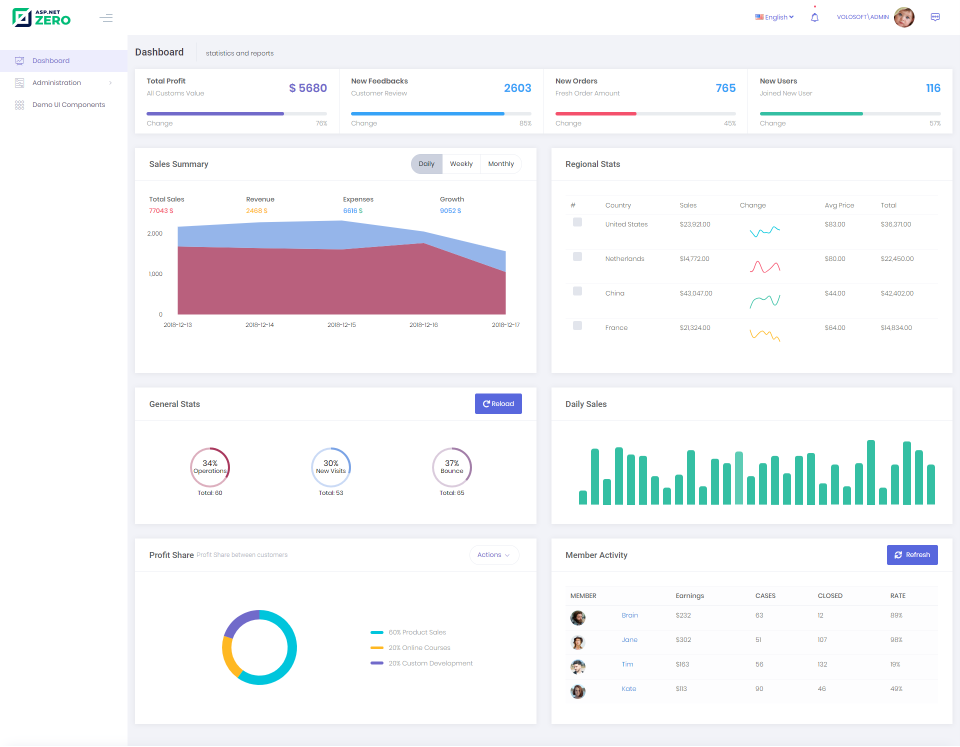 ASP.NET
ZERO
English
VOLOSOFT\ADMIN
Dashboard
Administration
Demo UI Components
Dashboard
statistics and reports
Total Profit
All Customs Value
$ 5680
Change
76%
New Feedbacks
Customer Review
2603
Change
85%
New Orders
Fresh Order Amount
765
Change
45%
New Users
Joined New User
116
Change
57%
Sales Summary
Daily
Weekly
Monthly
Total Sales
77043 $
Revenue
2468 $
Expenses
6616 $
Growth
9052 $
2,000
1,000
0
2018-12-13
2018-12-14
2018-12-15
2018-12-16
2018-12-17
Regional Stats
# Country Sales Change Avg Price Total
United States $23,921.00 $83.00 $36,371.00
Netherlands $14,772.00 $80.00 $22,450.00
China $43,047.00 $44.00 $42,402.00
France $21,324.00 $64.00 $14,834.00
General Stats
Reload
34%
Operations
Total: 60
30%
New Visits
Total: 53
37%
Bounce
Total: 65
Daily Sales
Profit Share Profit Share between customers
Actions
60% Product Sales
20% Online Courses
20% Custom Development
Member Activity
Refresh
MEMBER Earnings CASES CLOSED RATE
Brain $232 63 12 89%
Jane $302 51 107 98%
Tim $163 56 132 19%
Kate $113 90 46 49%